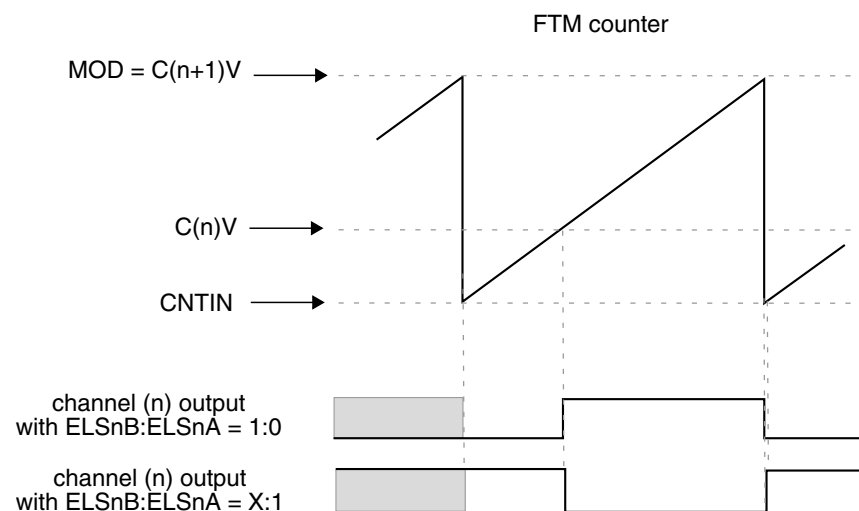 FTM counter
MOD = C(n+1)V
C(n)V
CNTIN
channel (n) output
with ELSnB:ELSnA = 1:0
channel (n) output
with ELSnB:ELSnA = X:1